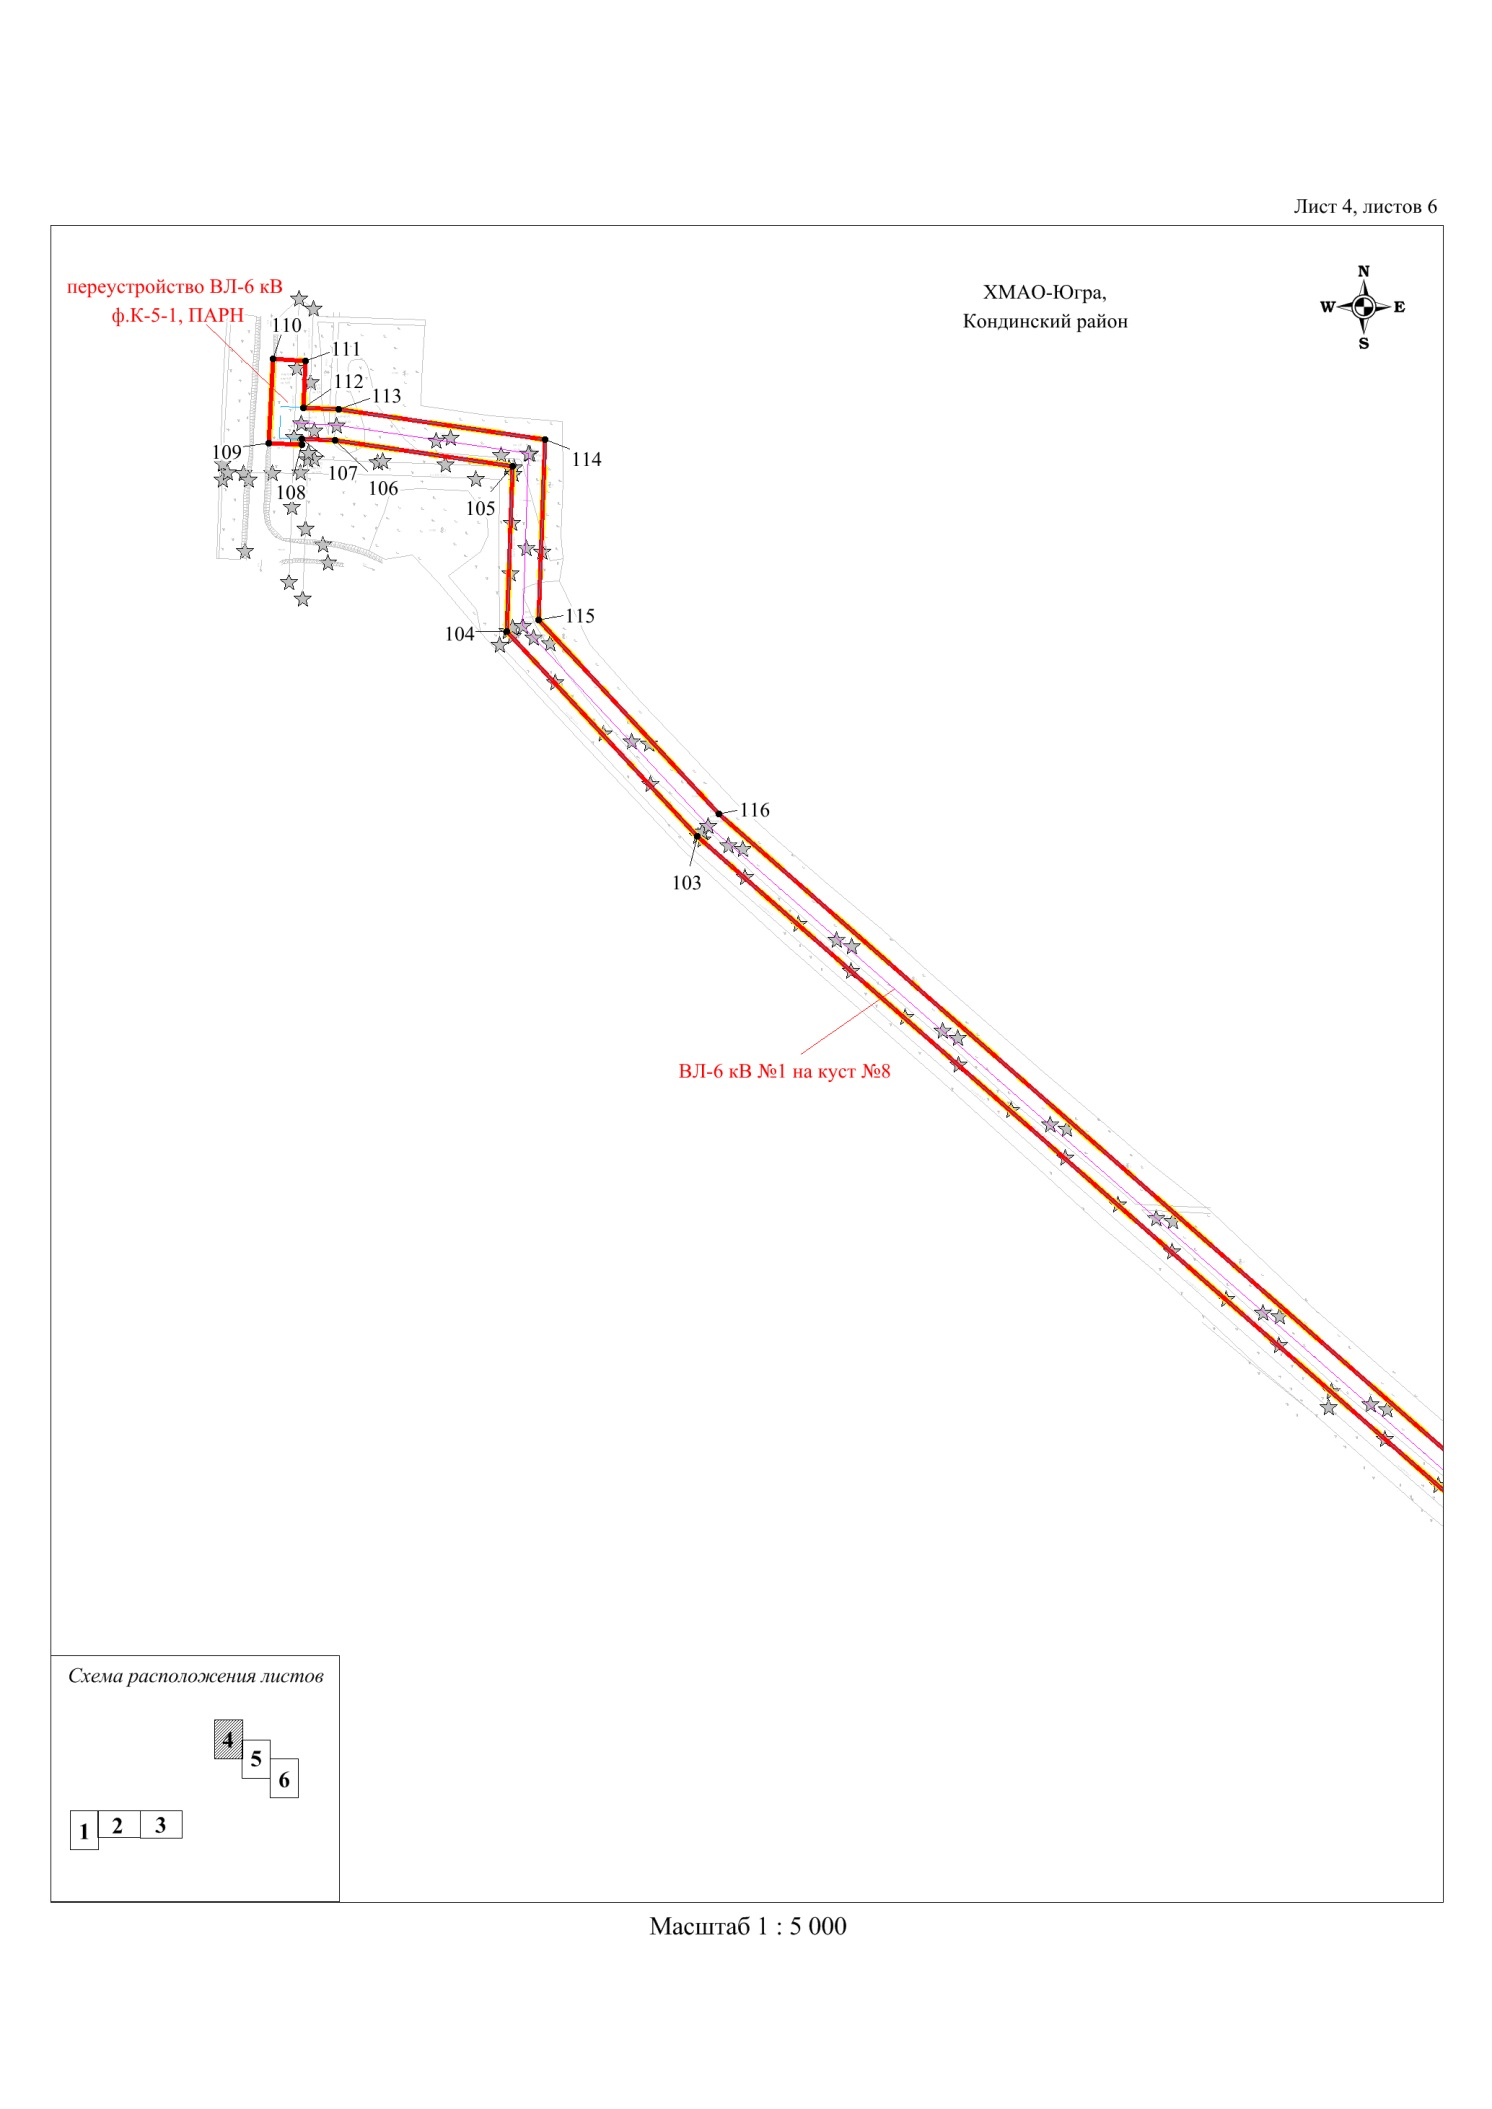 Лист 4, листов 6
переустройство ВЛ-6 кВ
ф.К-5-1, ПАРН
ХМАО-Югра,
Кондинский район
N
W E
S
110
111
112
113
109
107
114
108
106
105
115
104
116
103
ВЛ-6 кВ №1 на куст №8
Схема расположения листов
4
5
6
1 2 3
Масштаб 1 : 5 000